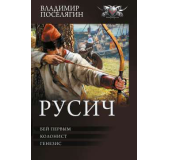 ВЛАДИМИР
ПОСЕЛЯГИН
РУСИЧ
БЕЙ ПЕРВЫМ
КОЛОНИСТ
ГЕНЕЗИС